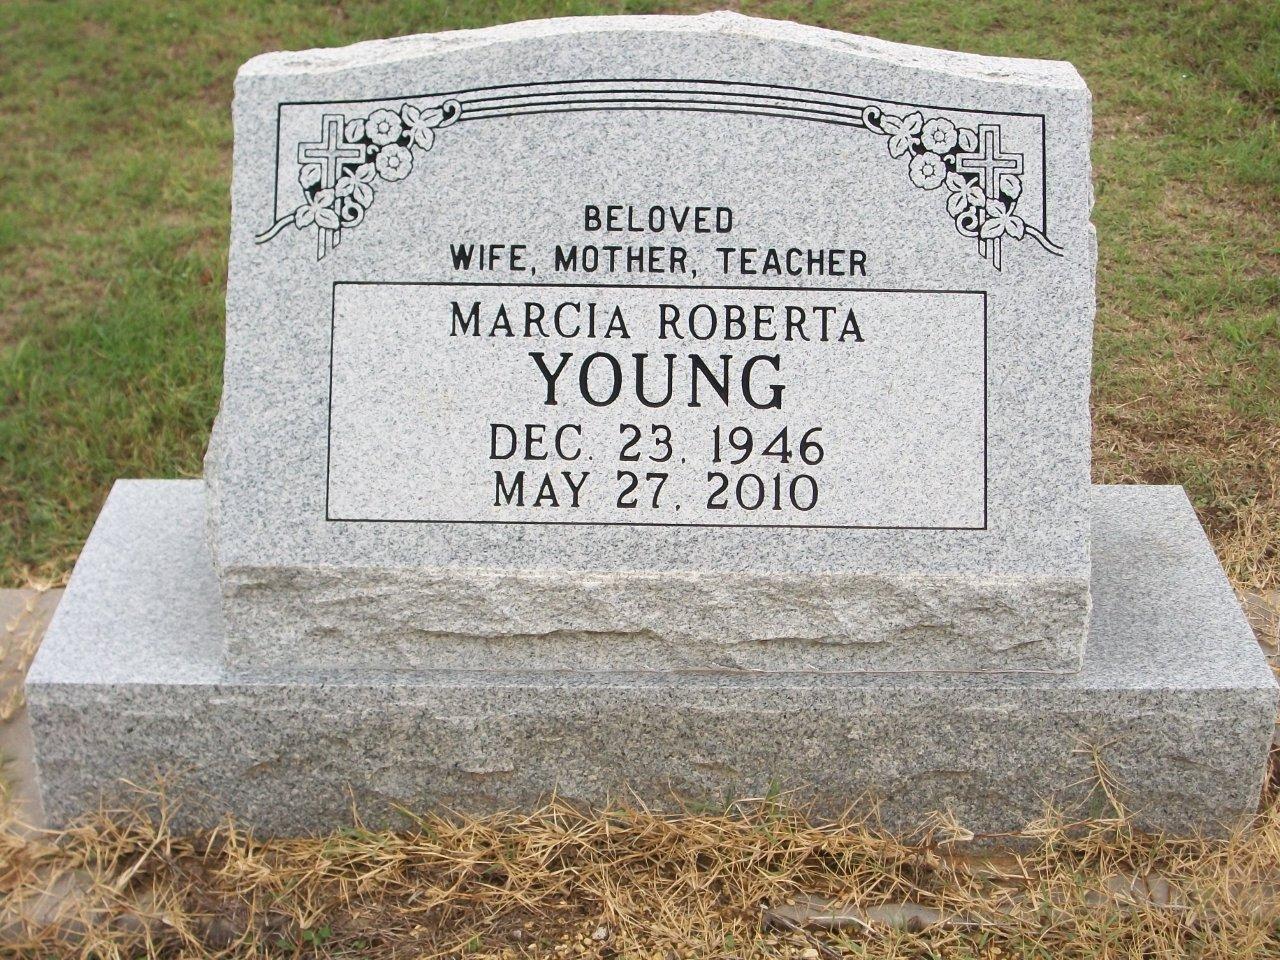 BELOVED
WIFE, MOTHER, TEACHER
MARCIA ROBERTA
YOUNG
DEC. 23, 1946
MAY 27, 2010